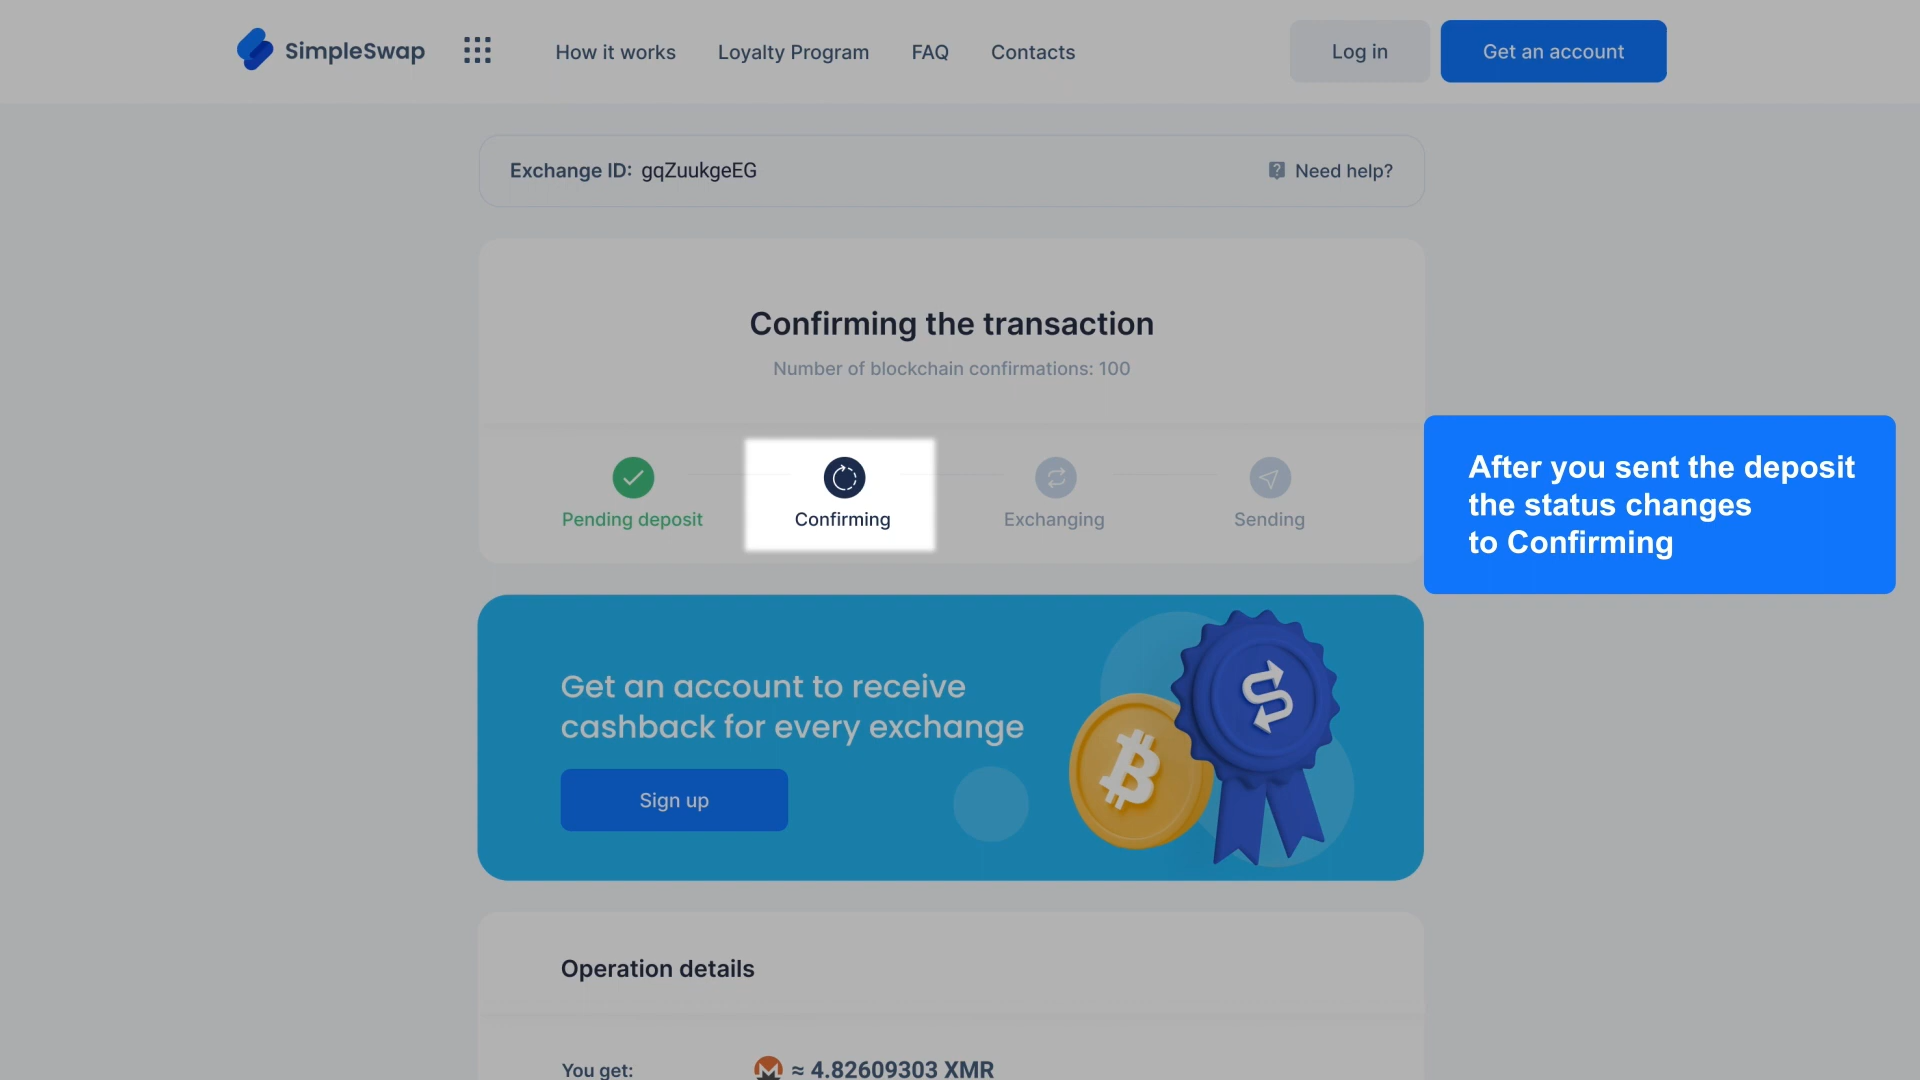 SimpleSwap
How it works
Loyalty Program
FAQ
Contacts
Log in
Get an account
Exchange ID: gqZuukgeEG
Need help?
Confirming the transaction
Number of blockchain confirmations: 100
Pending deposit
Confirming
Exchanging
Sending
After you sent the deposit
the status changes
to Confirming
Get an account to receive
cashback for every exchange
Sign up
Operation details
You get: ≈ 4.82609303 XMR